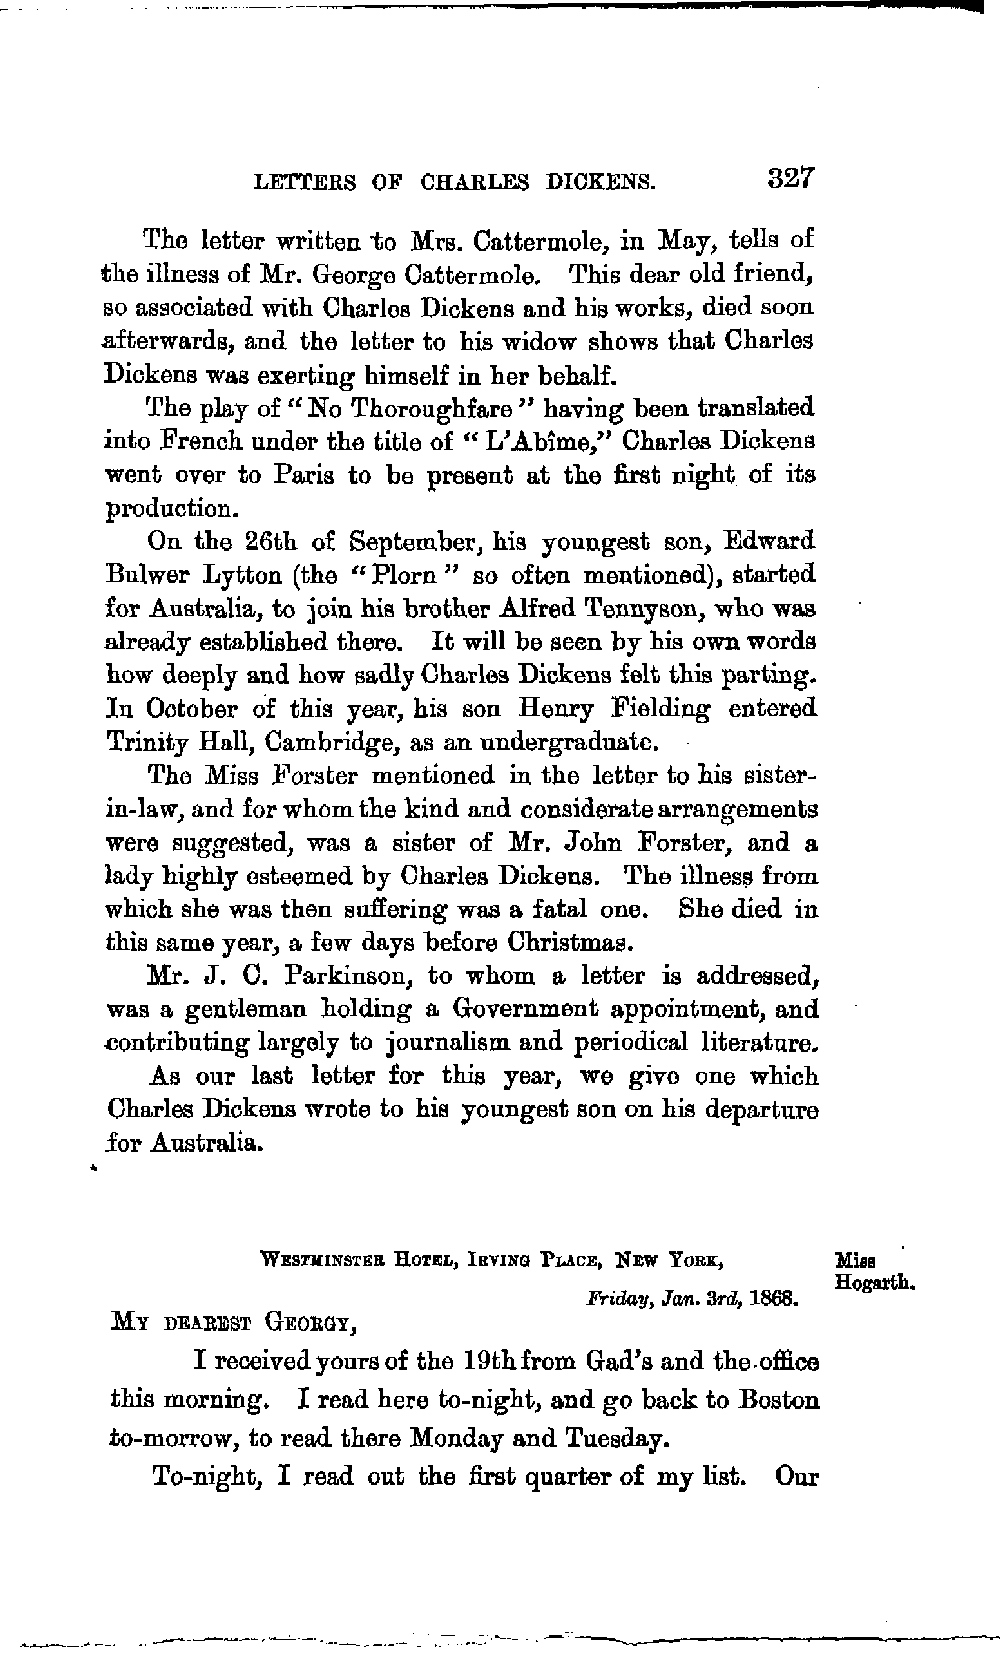 LETTERS OF CHARLES DICKENS. 327
The letter written to Mrs. Cattermole, in May, tells of
the illness of Mr. George Cattermole. This dear old friend,
so associated with Charles Dickens and his works, died soon
afterwards, and the letter to his widow shows that Charles
Dickens was exerting himself in her behalf.
The play of “No Thoroughfare” having been translated
into French under the title of “L’Abîme,” Charles Dickens
went over to Paris to be present at the first night of its
production.
On the 26th of September, his youngest son, Edward
Bulwer Lytton (the “Plorn” so often mentioned), started
for Australia, to join his brother Alfred Tennyson, who was
already established there. It will be seen by his own words
how deeply and how sadly Charles Dickens felt this parting.
In October of this year, his son Henry Fielding entered
Trinity Hall, Cambridge, as an undergraduate.
The Miss Forster mentioned in the letter to his sister-
in-law, and for whom the kind and considerate arrangements
were suggested, was a sister of Mr. John Forster, and a
lady highly esteemed by Charles Dickens. The illness from
which she was then suffering was a fatal one. She died in
this same year, a few days before Christmas.
Mr. J. C. Parkinson, to whom a letter is addressed,
was a gentleman holding a Government appointment, and
contributing largely to journalism and periodical literature.
As our last letter for this year, we give one which
Charles Dickens wrote to his youngest son on his departure
for Australia.
WESTMINSTER HOTEL, IRVING PLACE, NEW YORK,
Miss
Hogarth.
Friday, Jan. 3rd, 1868.
MY DEAREST GEORGY,
I received yours of the 19th from Gad’s and the office
this morning. I read here to-night, and go back to Boston
to-morrow, to read there Monday and Tuesday.
To-night, I read out the first quarter of my list. Our